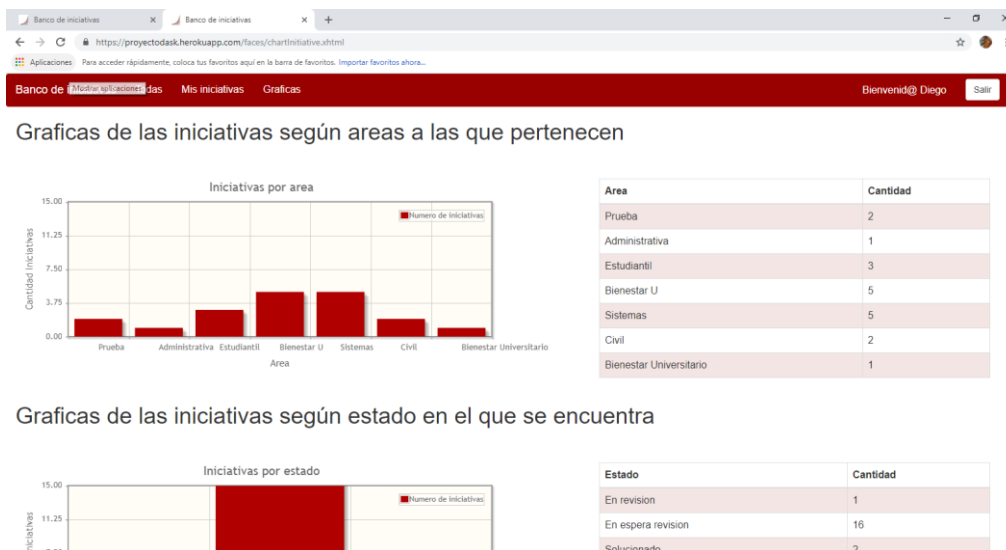 Banco de iniciativas
Banco de iniciativas
https://proyectodask.herokuapp.com/faces/chartInitiative.xhtml
Aplicaciones Para acceder rápidamente, coloca tus favoritos aquí en la barra de favoritos. Importar favoritos ahora...
Banco de Mostrar aplicaciones das Mis iniciativas Graficas Bienvenid@ Diego Salir
Graficas de las iniciativas según areas a las que pertenecen
Iniciativas por area
Numero de iniciativas
15.00
11.25
7.50
3.75
0.00
Cantidad Iniciativas
Prueba Administrativa Estudiantil Bienestar U Sistemas Civil Bienestar Universitario
Area
Area Cantidad
Prueba 2
Administrativa 1
Estudiantil 3
Bienestar U 5
Sistemas 5
Civil 2
Bienestar Universitario 1
Graficas de las iniciativas según estado en el que se encuentra
Iniciativas por estado
Numero de iniciativas
15.00
11.25
Estado Cantidad
En revision 1
En espera revision 16
Solucionado 2